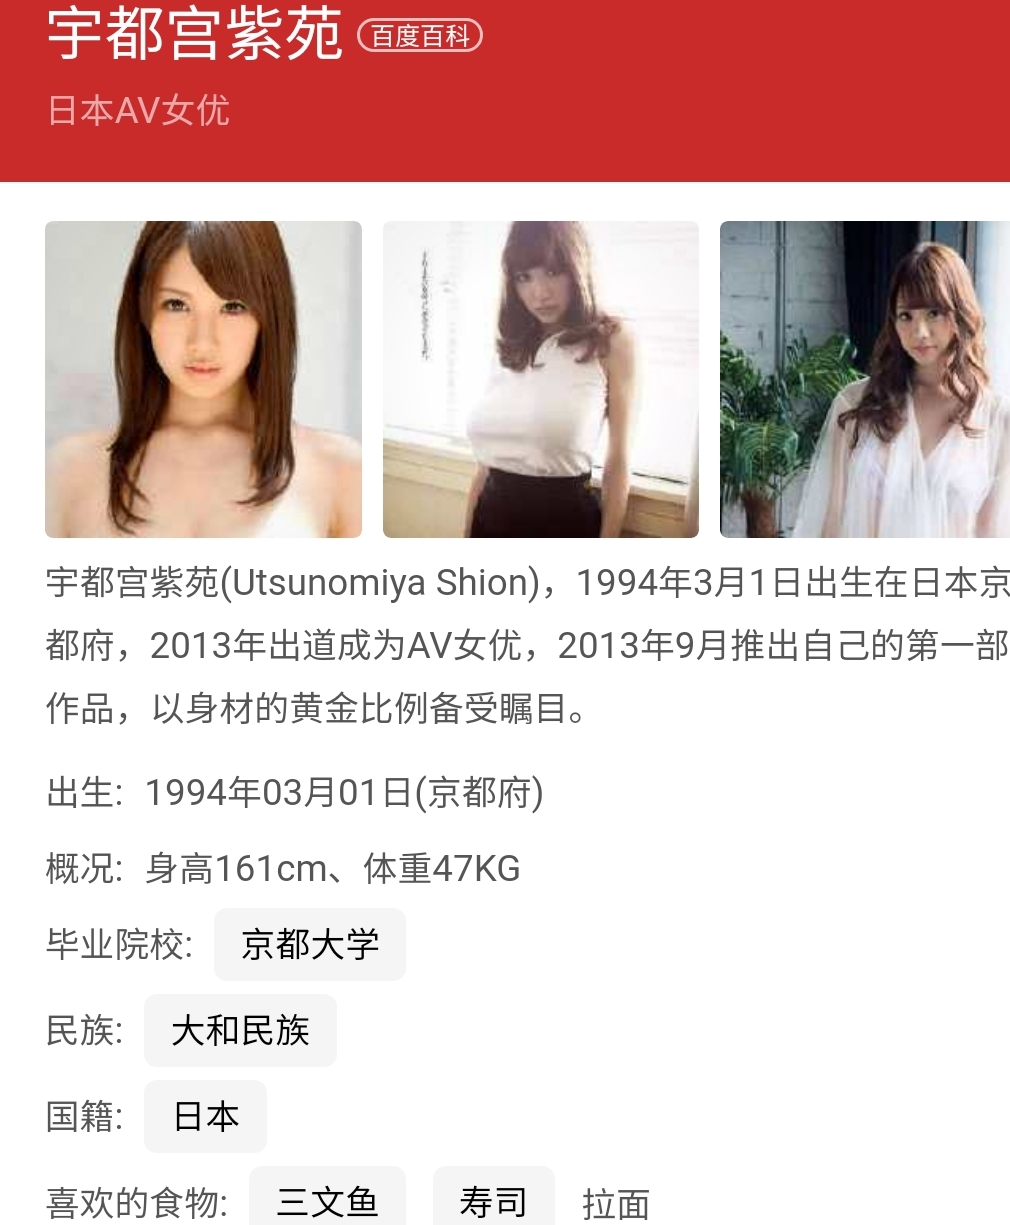 宇都宫紫苑 百度百科
日本AV女优
宇都宫紫苑(Utsunomiya Shion)，1994年3月1日出生在日本京
都府，2013年出道成为AV女优，2013年9月推出自己的第一部
作品，以身材的黄金比例备受瞩目。
出生: 1994年03月01日(京都府)
概况: 身高161cm、体重47KG
毕业院校: 京都大学
民族: 大和民族
国籍: 日本
喜欢的食物: 三文鱼 寿司 拉面